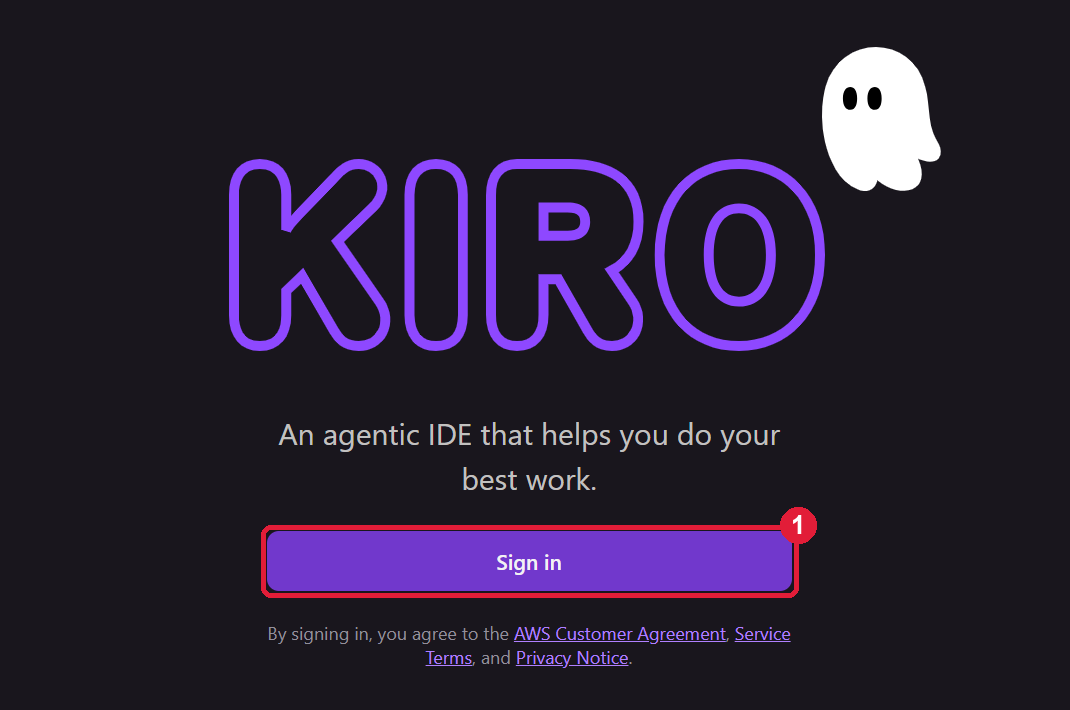 KIRO
An agentic IDE that helps you do your
best work.
1
Sign in
By signing in, you agree to the AWS Customer Agreement, Service
Terms, and Privacy Notice.